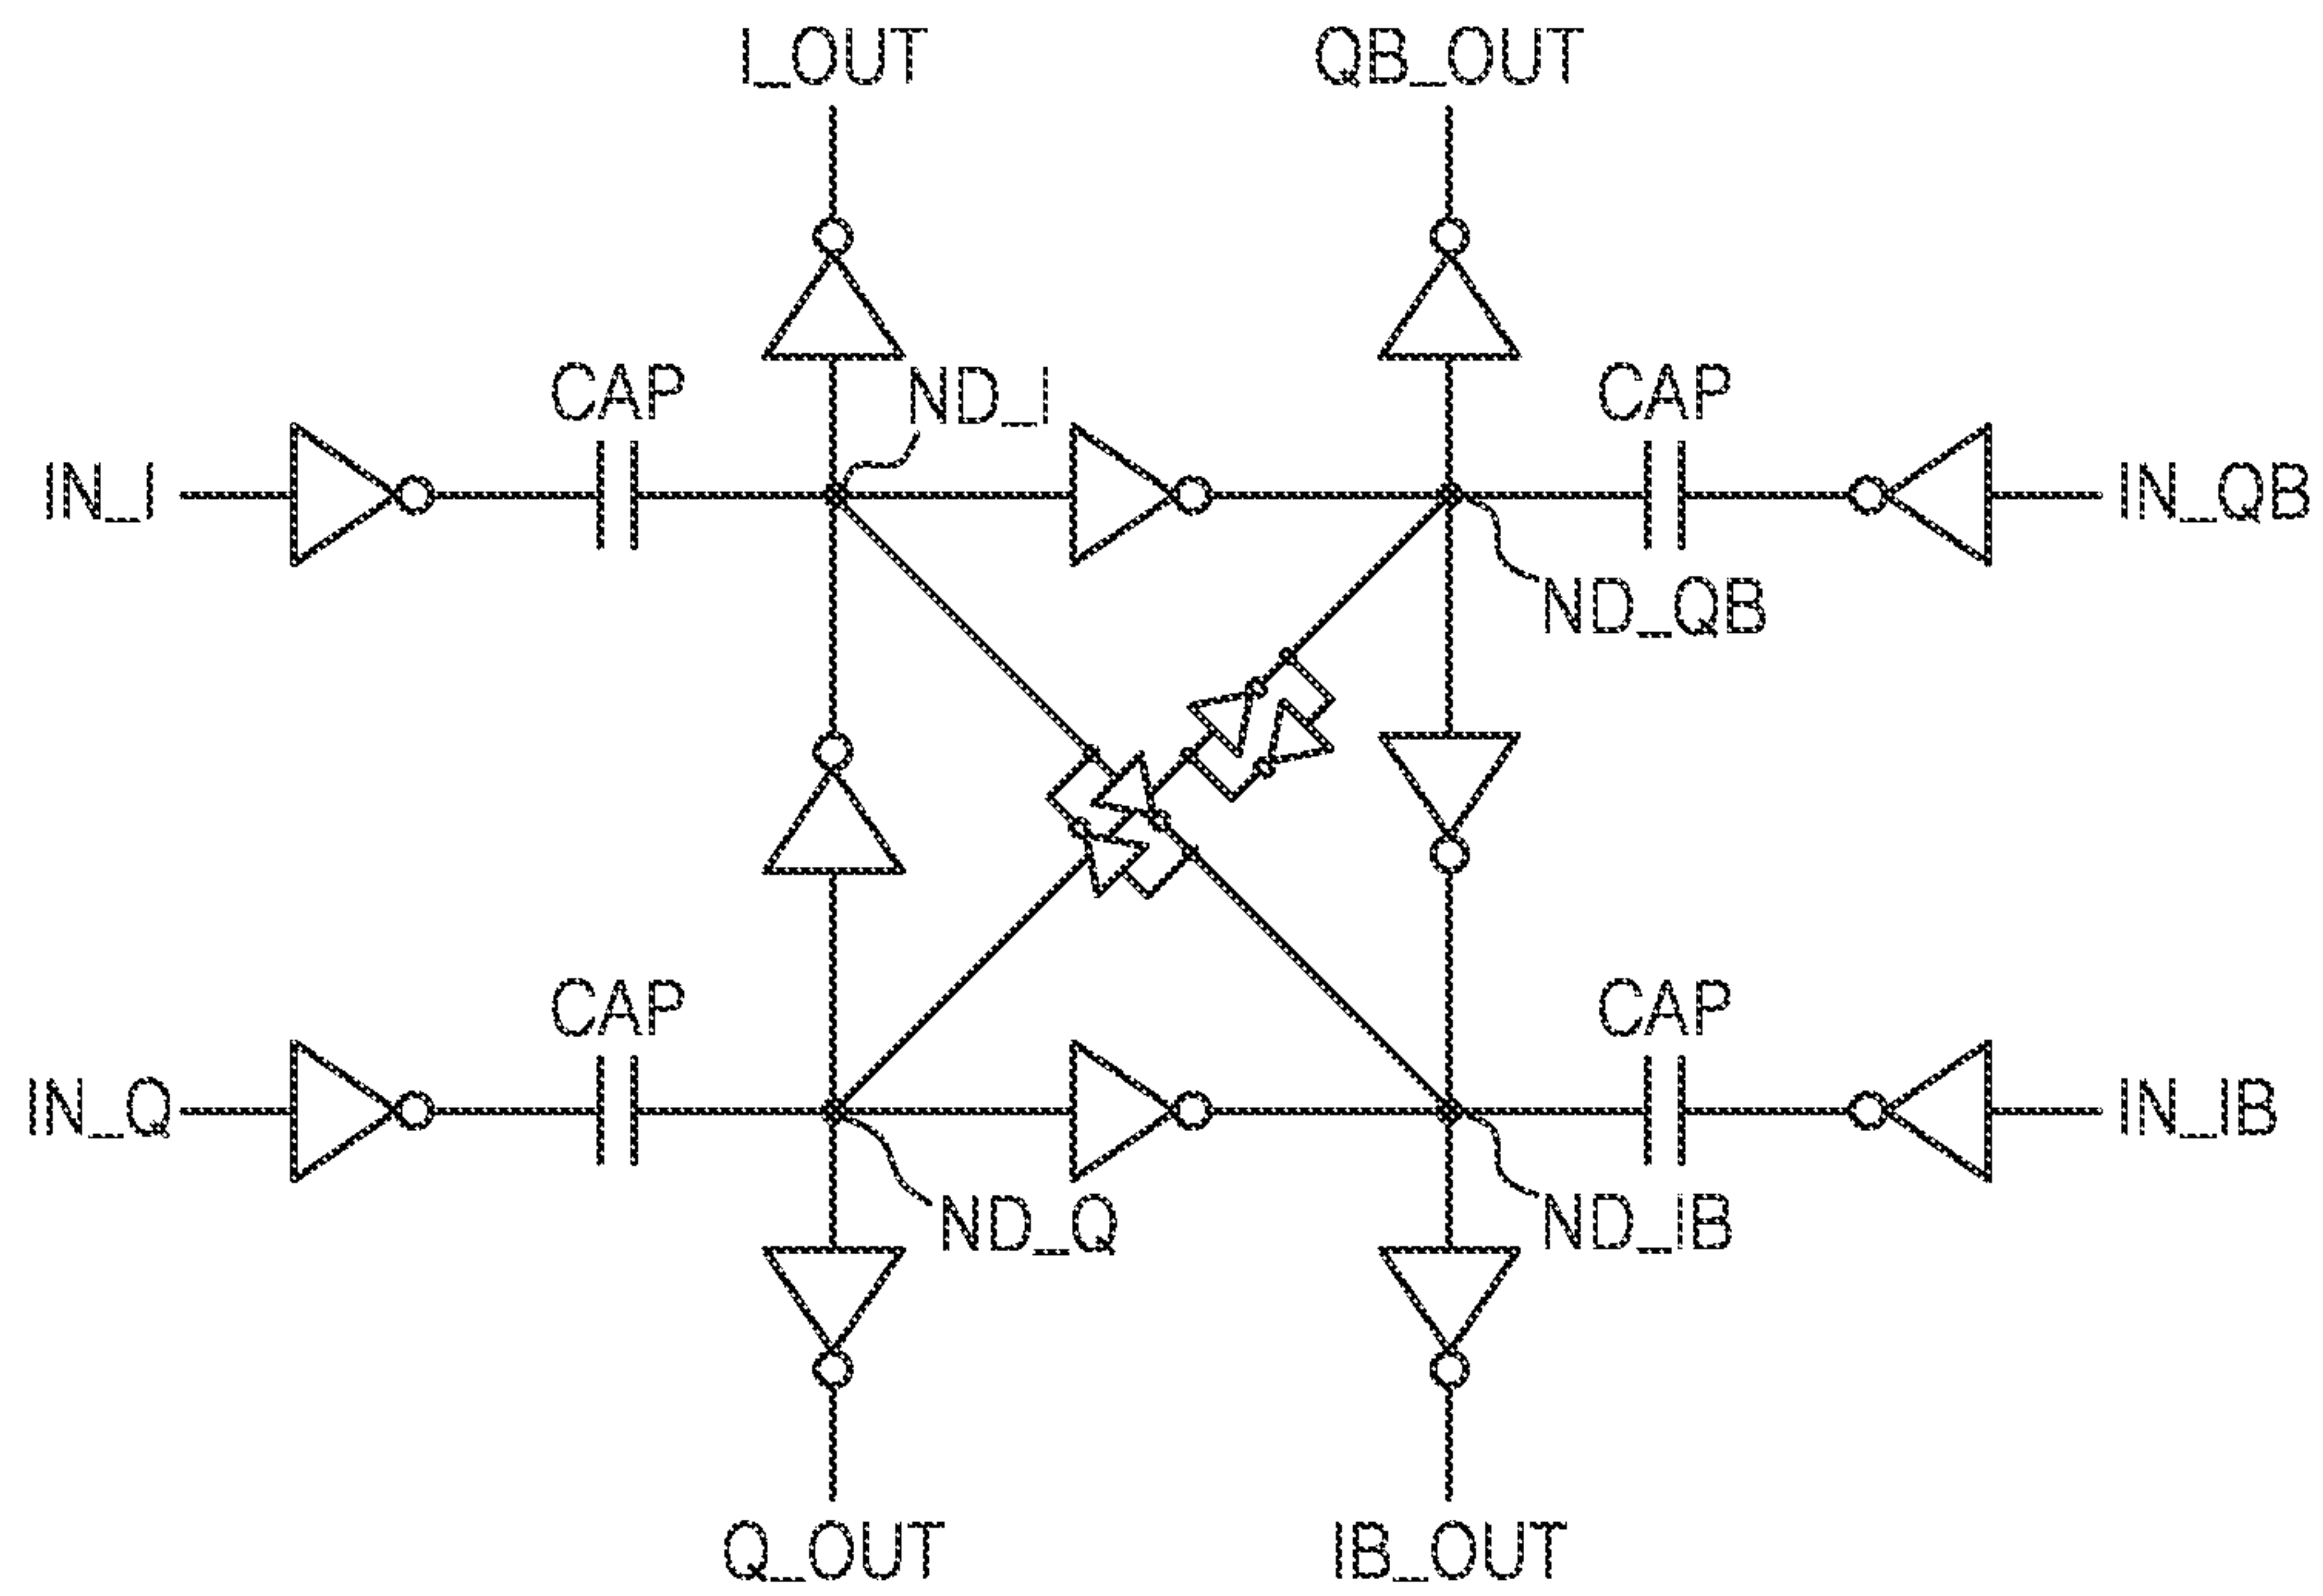 I_OUT
QB_OUT
CAP
ND_I
CAP
IN_I
IN_QB
ND_QB
CAP
CAP
IN_Q
IN_IB
ND_Q
ND_IB
Q_OUT
IB_OUT